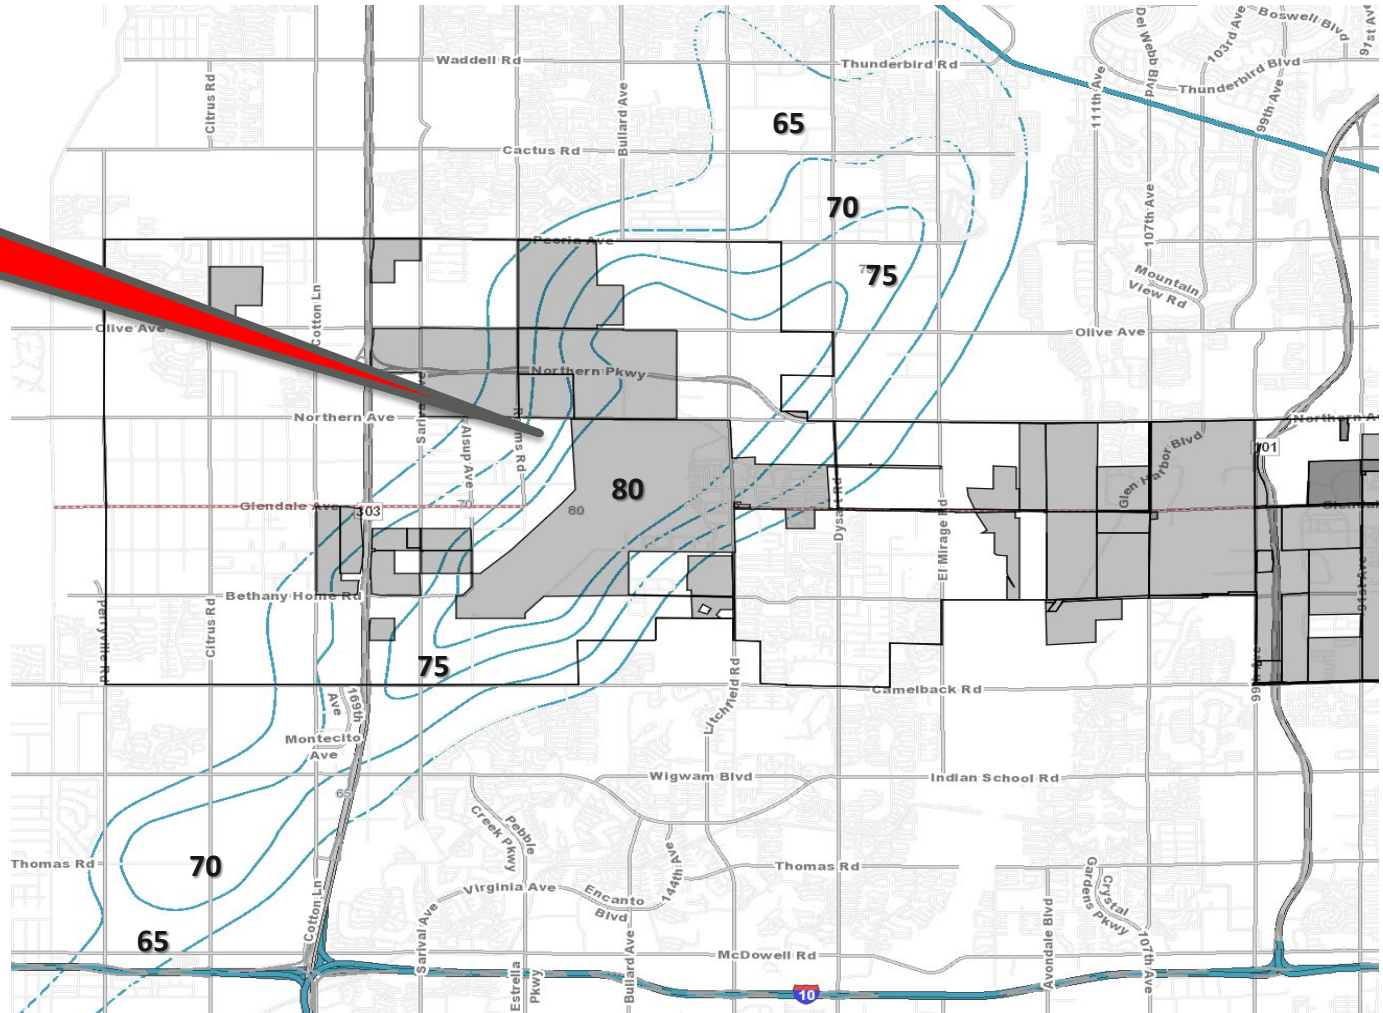 Waddell Rd
Thunderbird Rd
Boswell Blvd
91st Ave
103rd Ave
Del Webb Blvd
Thunderbird Blvd
99th Ave
111th Ave
Citrus Rd
Bullard Ave
65
Cactus Rd
107th Ave
70
Peoria Ave
75
75
Mountain
View Rd
Cotton Ln
Olive Ave
Olive Ave
Northern Pkwy
Northern Ave
Northern Av
101
Glen Harbor Blvd
Alsup Ave
80
80
70
Glendale Ave
303
Dysart Rd
El Mirage Rd
Bethany Home Rd
91st Ave
Perryville Rd
Citrus Rd
75
99th Ave
Camelback Rd
Litchfield Rd
169th
Ave
Montecito
Ave
Wigwam Blvd
Indian School Rd
65
Pebble
Creek Pkwy
Thomas Rd
70
Thomas Rd
144th Ave
Virginia Ave
Encanto
Blvd
Crystal
Gardens Pkwy
Cotton Ln
65
Sarival Ave
Estrella
Pkwy
Bullard Ave
McDowell Rd
Avondale Blvd
107th Ave
10